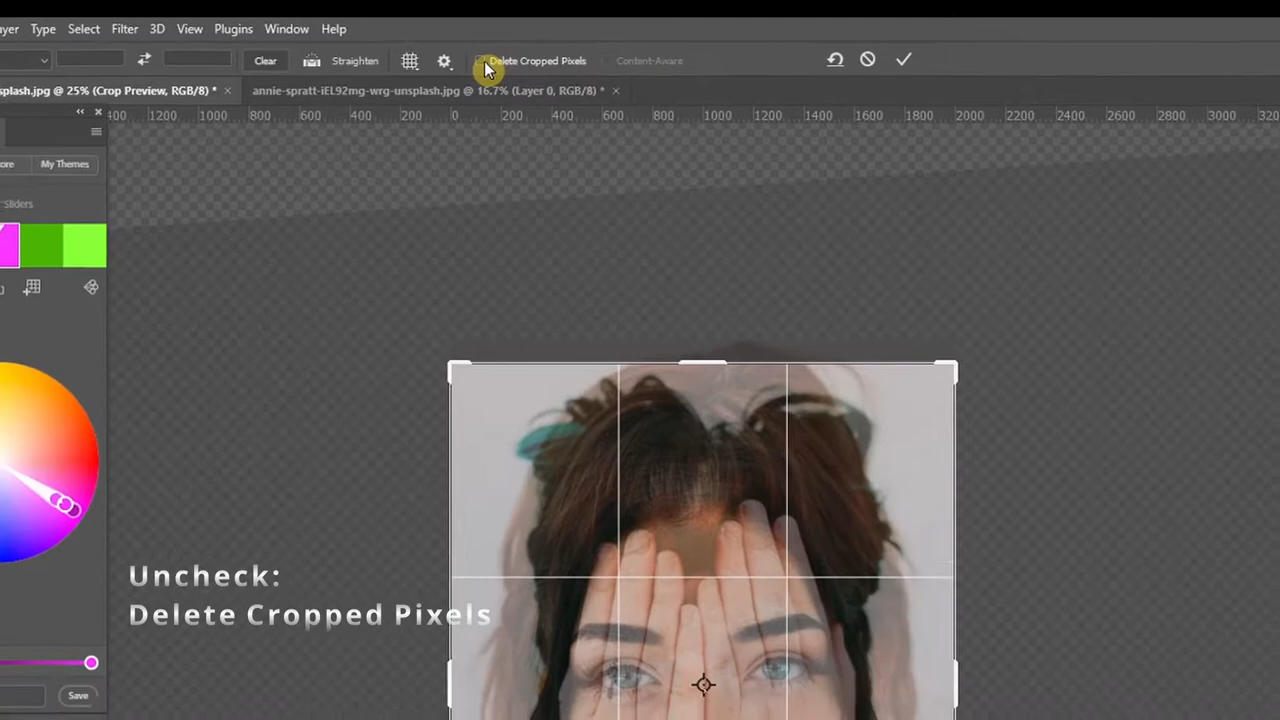 ayer Type Select Filter 3D View Plugins Window Help
Clear Straighten Delete Cropped Pixels Content-Aware
splash.jpg @ 25% (Crop Preview, RGB/8) * × annie-spratt-iEL92mg-wrg-unsplash.jpg @ 16.7% (Layer 0, RGB/8) * ×
400 1200 1000 800 600 400 200 0 200 400 600 800 1000 1200 1400 1600 1800 2000 2200 2400 2600 2800 3000 320
ore My Themes
Sliders
Uncheck:
Delete Cropped Pixels
Save